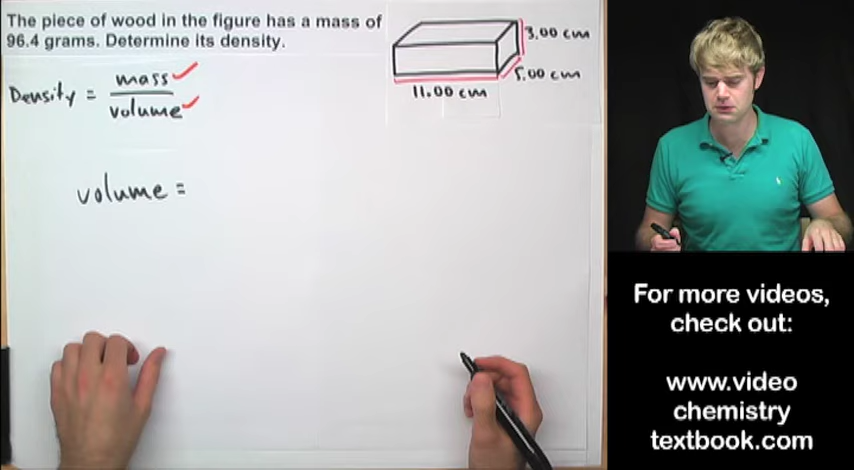 The piece of wood in the figure has a mass of
96.4 grams. Determine its density.
3.00 cm
5.00 cm
11.00 cm
Density = mass
volume
volume =
For more videos,
check out:
www.video
chemistry
textbook.com